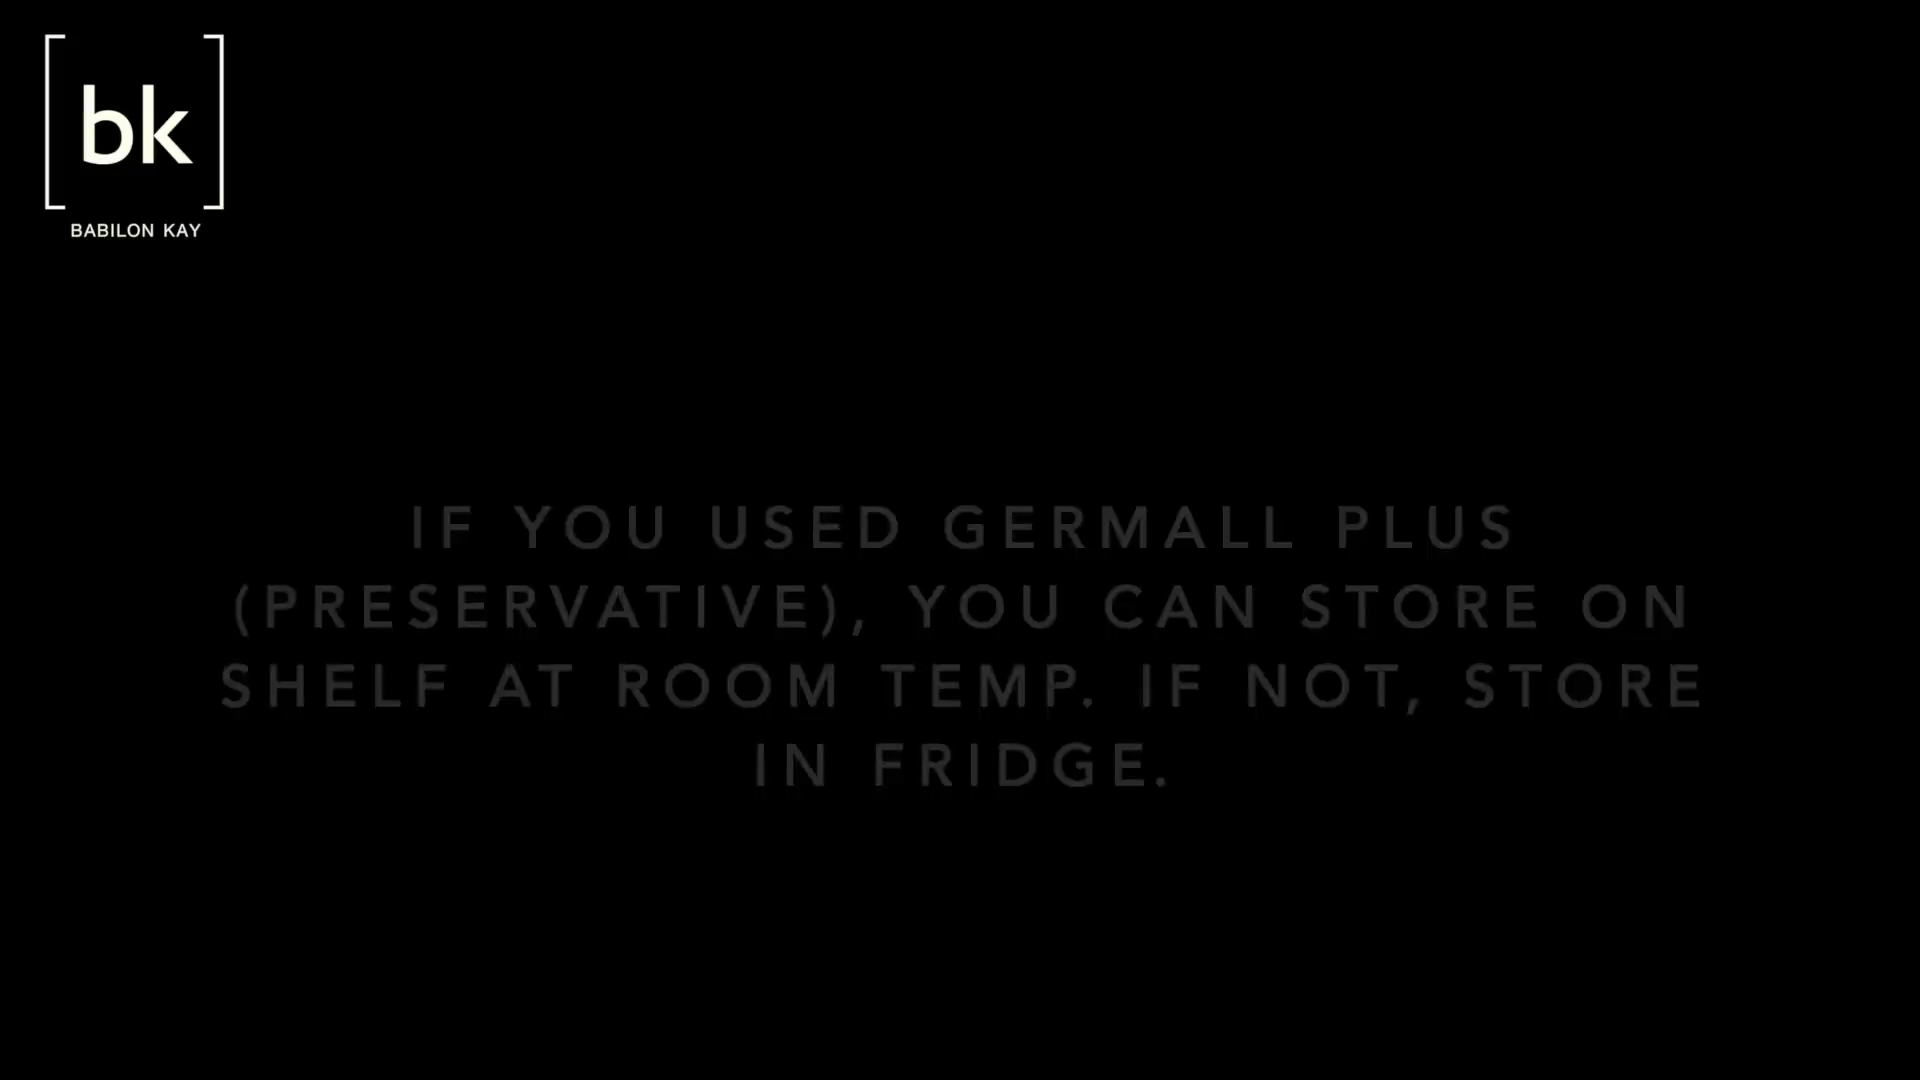 bk
BABILON KAY
IF YOU USED GERMALL PLUS
(PRESERVATIVE), YOU CAN STORE ON
SHELF AT ROOM TEMP. IF NOT, STORE
IN FRIDGE.